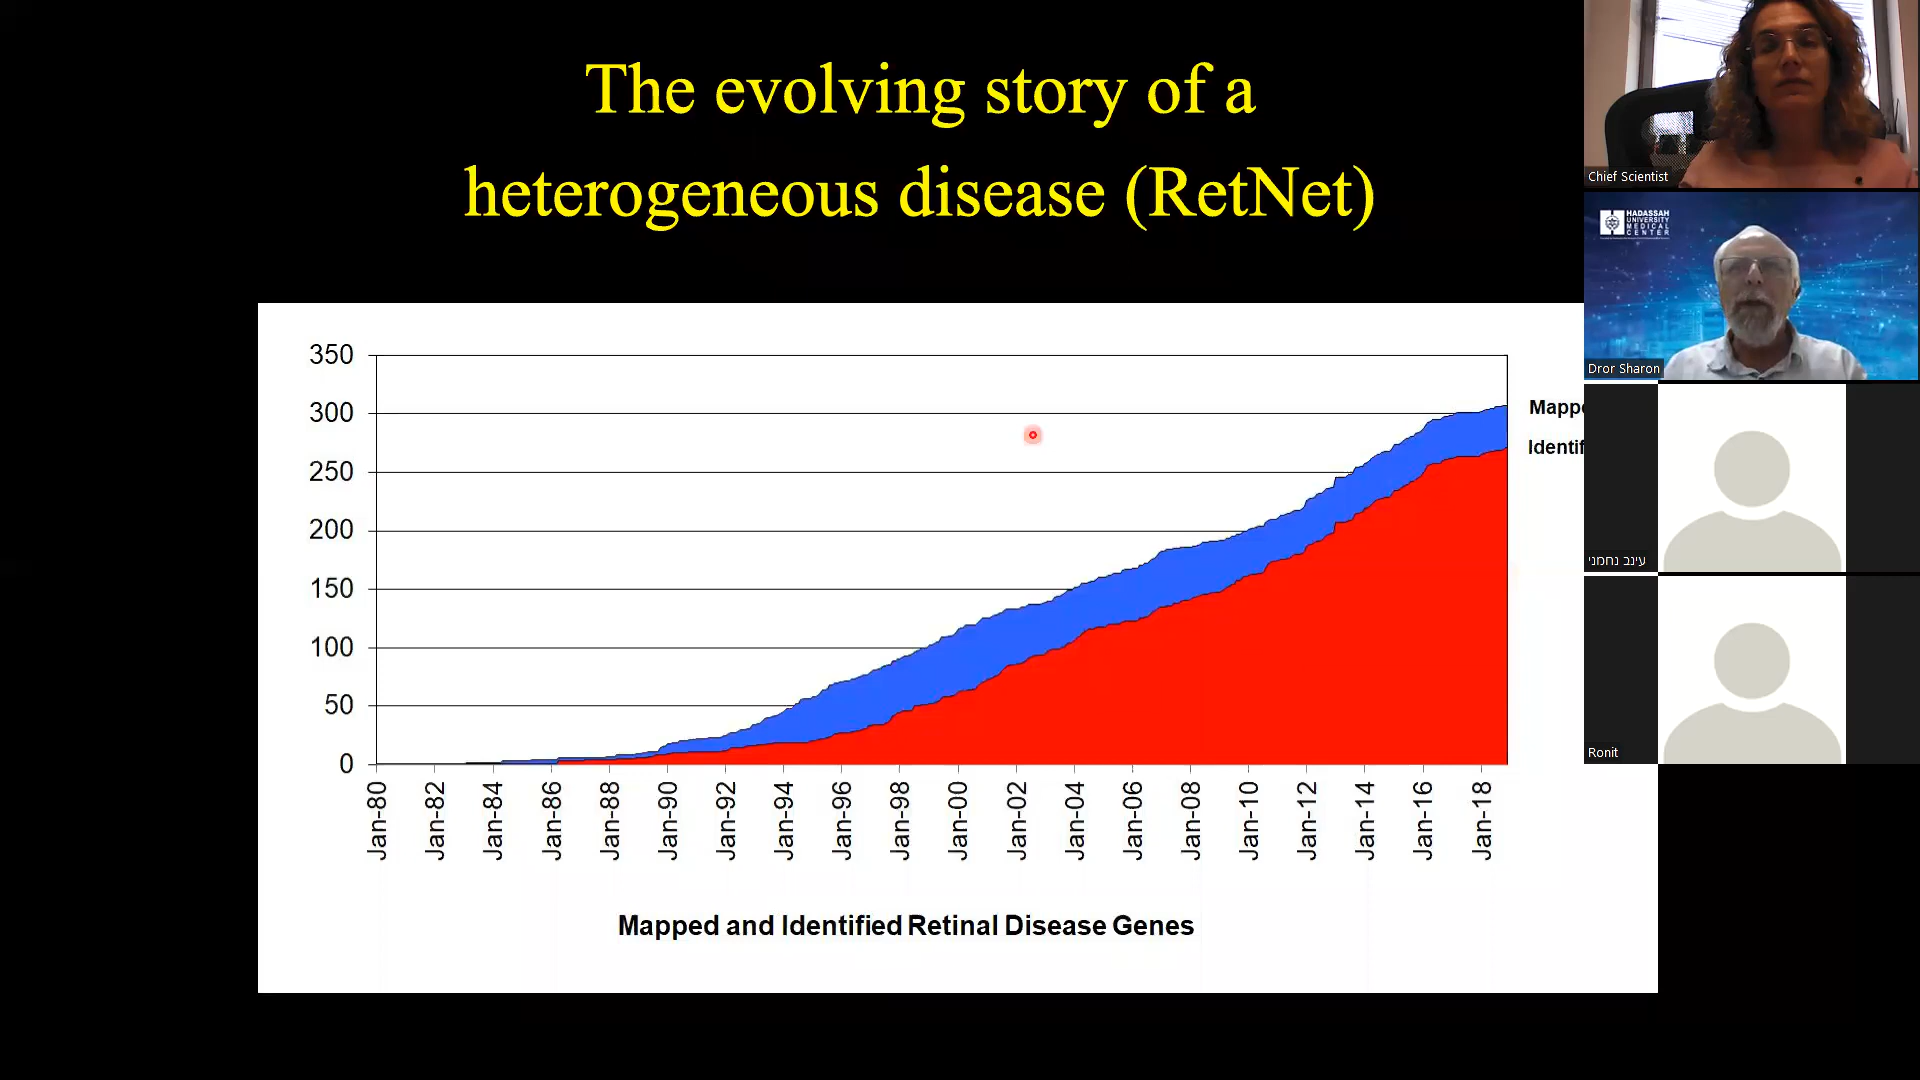 The evolving story of a
heterogeneous disease (RetNet)
350
300
250
200
150
100
50
0
Jan-80
Jan-82
Jan-84
Jan-86
Jan-88
Jan-90
Jan-92
Jan-94
Jan-96
Jan-98
Jan-00
Jan-02
Jan-04
Jan-06
Jan-08
Jan-10
Jan-12
Jan-14
Jan-16
Jan-18
Mapped and Identified Retinal Disease Genes
Mappe
Identif
Chief Scientist
HADASSAH
UNIVERSITY
MEDICAL
CENTER
Dror Sharon
עינב נחמני
Ronit